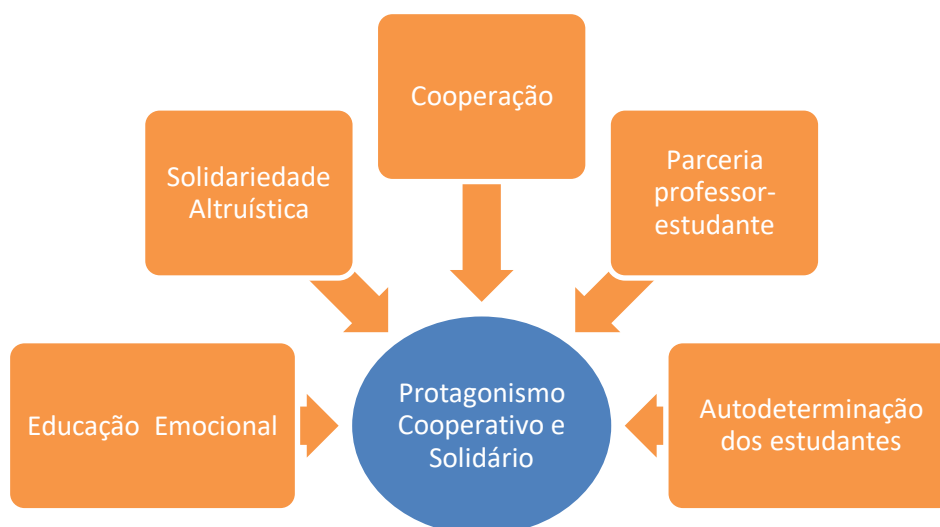 Cooperação
Solidariedade
Altruística
Parceria
professor-
estudante
Educação  Emocional
Protagonismo
Cooperativo e
Solidário
Autodeterminação
dos estudantes